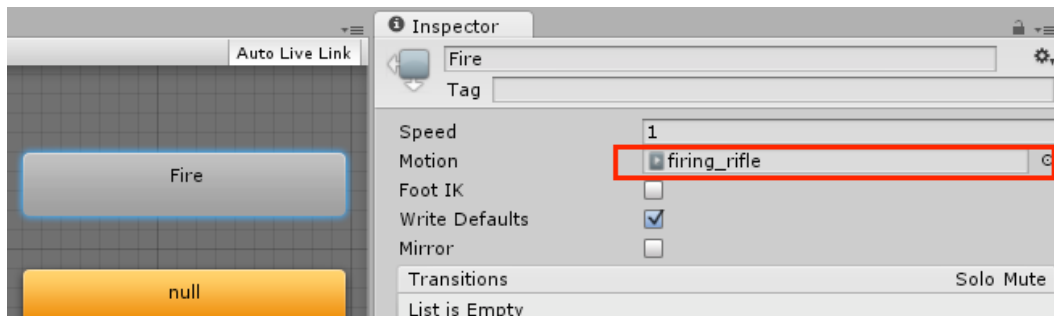 Inspector
Auto Live Link
Fire
Tag
Speed 1
Motion firing_rifle
Foot IK
Write Defaults
Mirror
Transitions Solo Mute
List is Empty
Fire
null